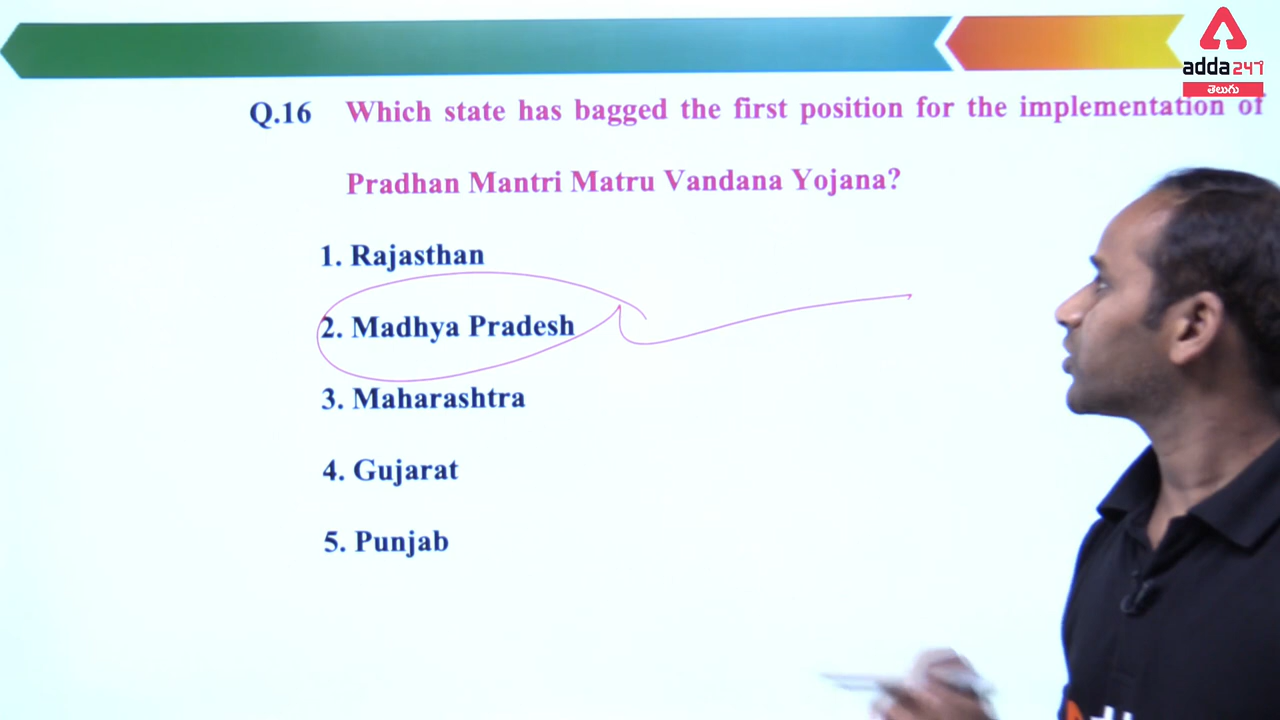 adda247
తెలుగు
Q.16 Which state has bagged the first position for the implementation of
Pradhan Mantri Matru Vandana Yojana?
1. Rajasthan
2. Madhya Pradesh
3. Maharashtra
4. Gujarat
5. Punjab